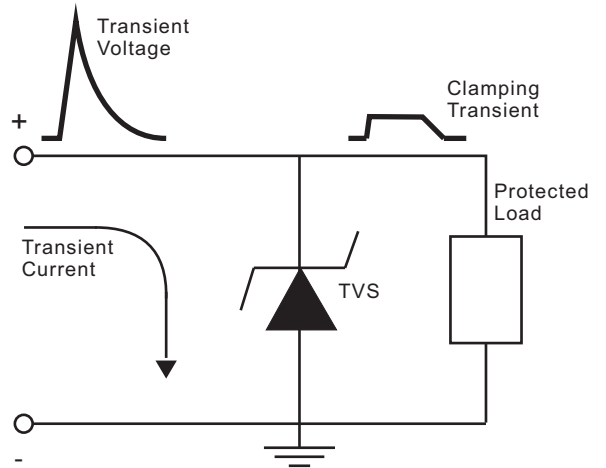 Transient
Voltage
Clamping
Transient
+
Protected
Load
Transient
Current
TVS
-